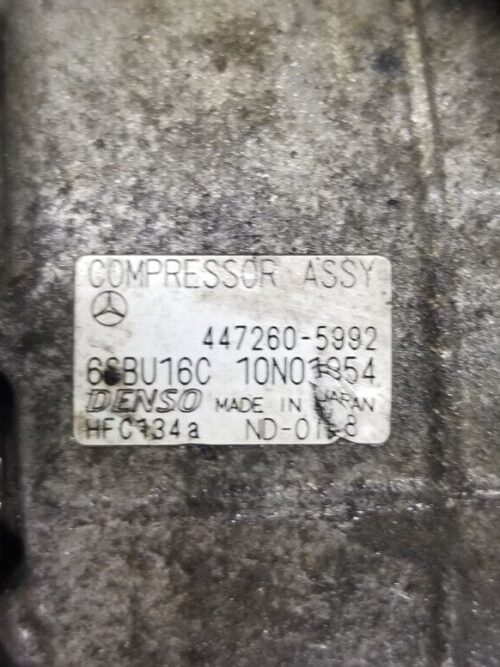 COMPRESSOR ASSY
447260-5992
6SBU16C
DENSO MADE IN JAPAN
HFC134a